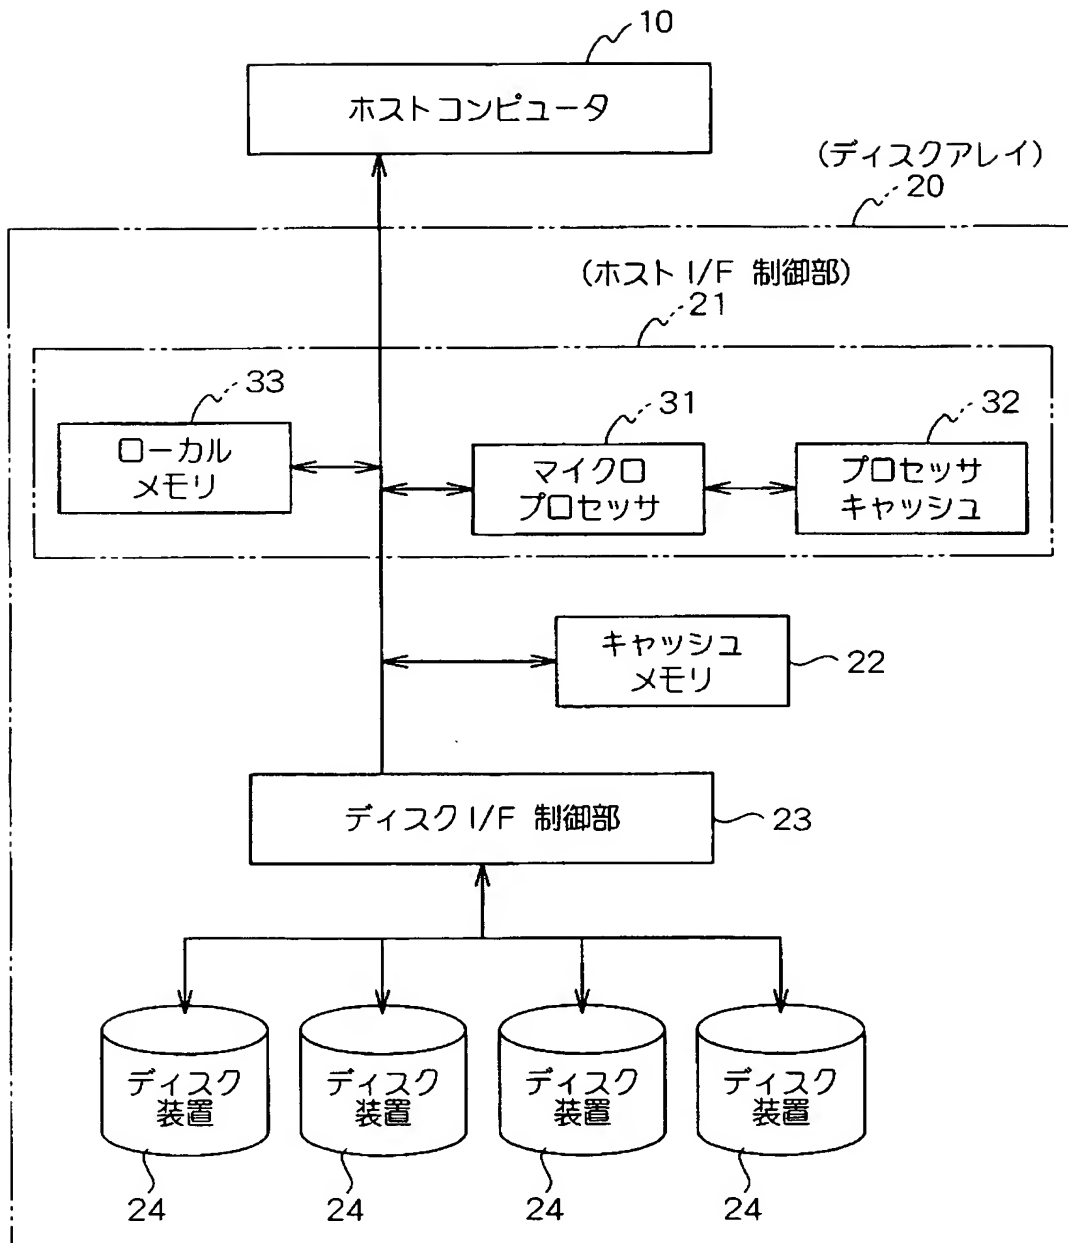 10
ホストコンピュータ
(ディスクアレイ)
20
(ホスト I/F 制御部)
21
33
31
32
ローカル
メモリ
マイクロ
プロセッサ
プロセッサ
キャッシュ
キャッシュ
メモリ
22
ディスク I/F 制御部
23
ディスク
装置
ディスク
装置
ディスク
装置
ディスク
装置
24
24
24
24